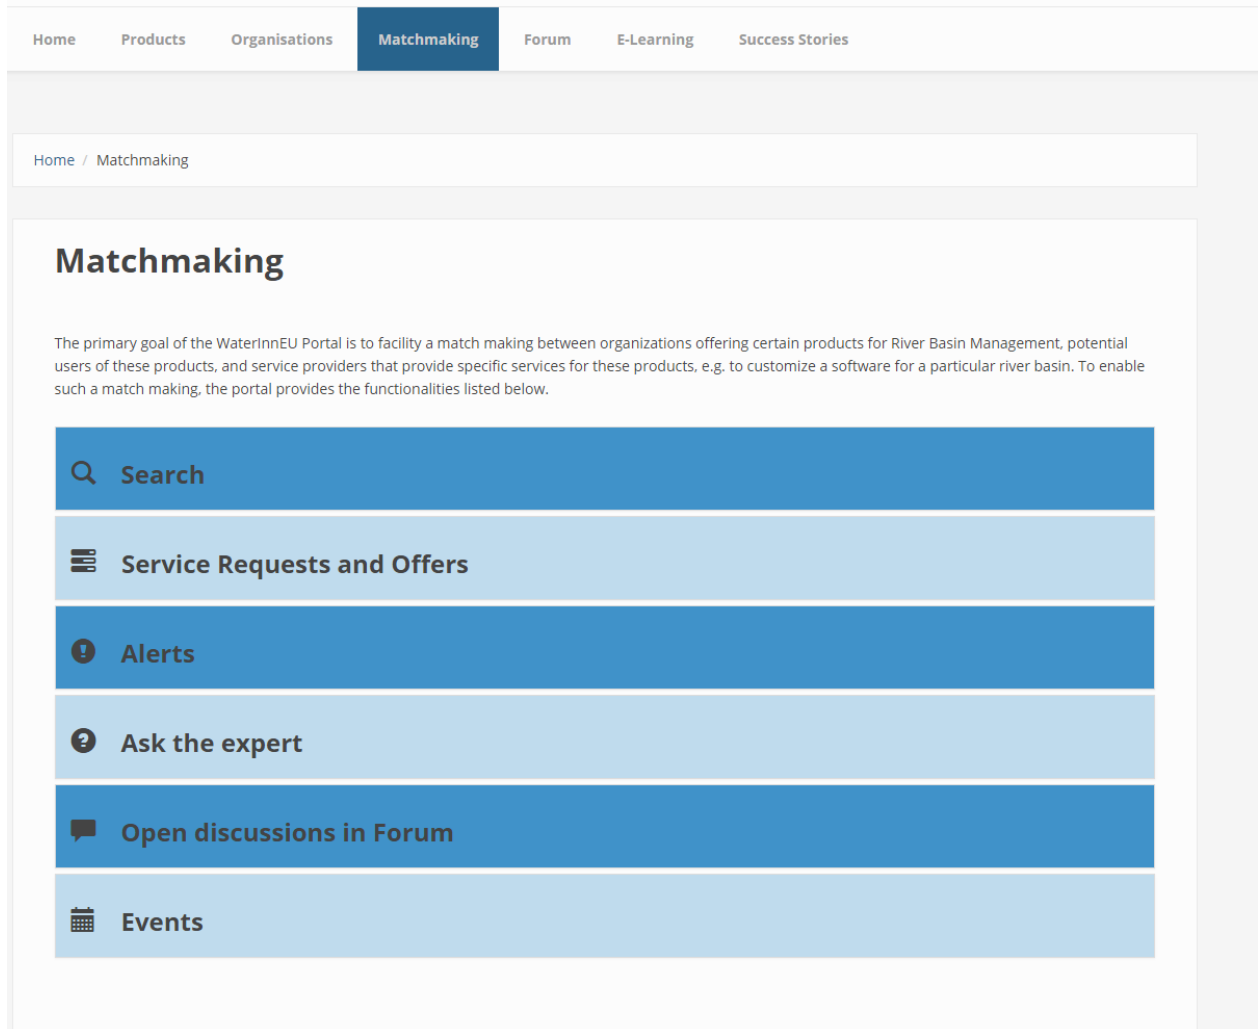 Home Products Organisations Matchmaking Forum E-Learning Success Stories
Home / Matchmaking
Matchmaking
The primary goal of the WaterInnEU Portal is to facility a match making between organizations offering certain products for River Basin Management, potential
users of these products, and service providers that provide specific services for these products, e.g. to customize a software for a particular river basin. To enable
such a match making, the portal provides the functionalities listed below.
Search
Service Requests and Offers
Alerts
Ask the expert
Open discussions in Forum
Events